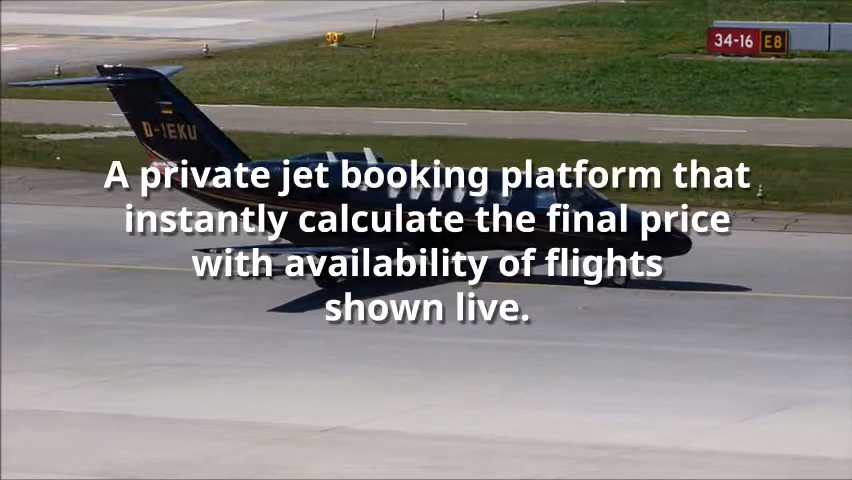 34-16 E8
D-IEKU
A private jet booking platform that
instantly calculate the final price
with availability of flights
shown live.